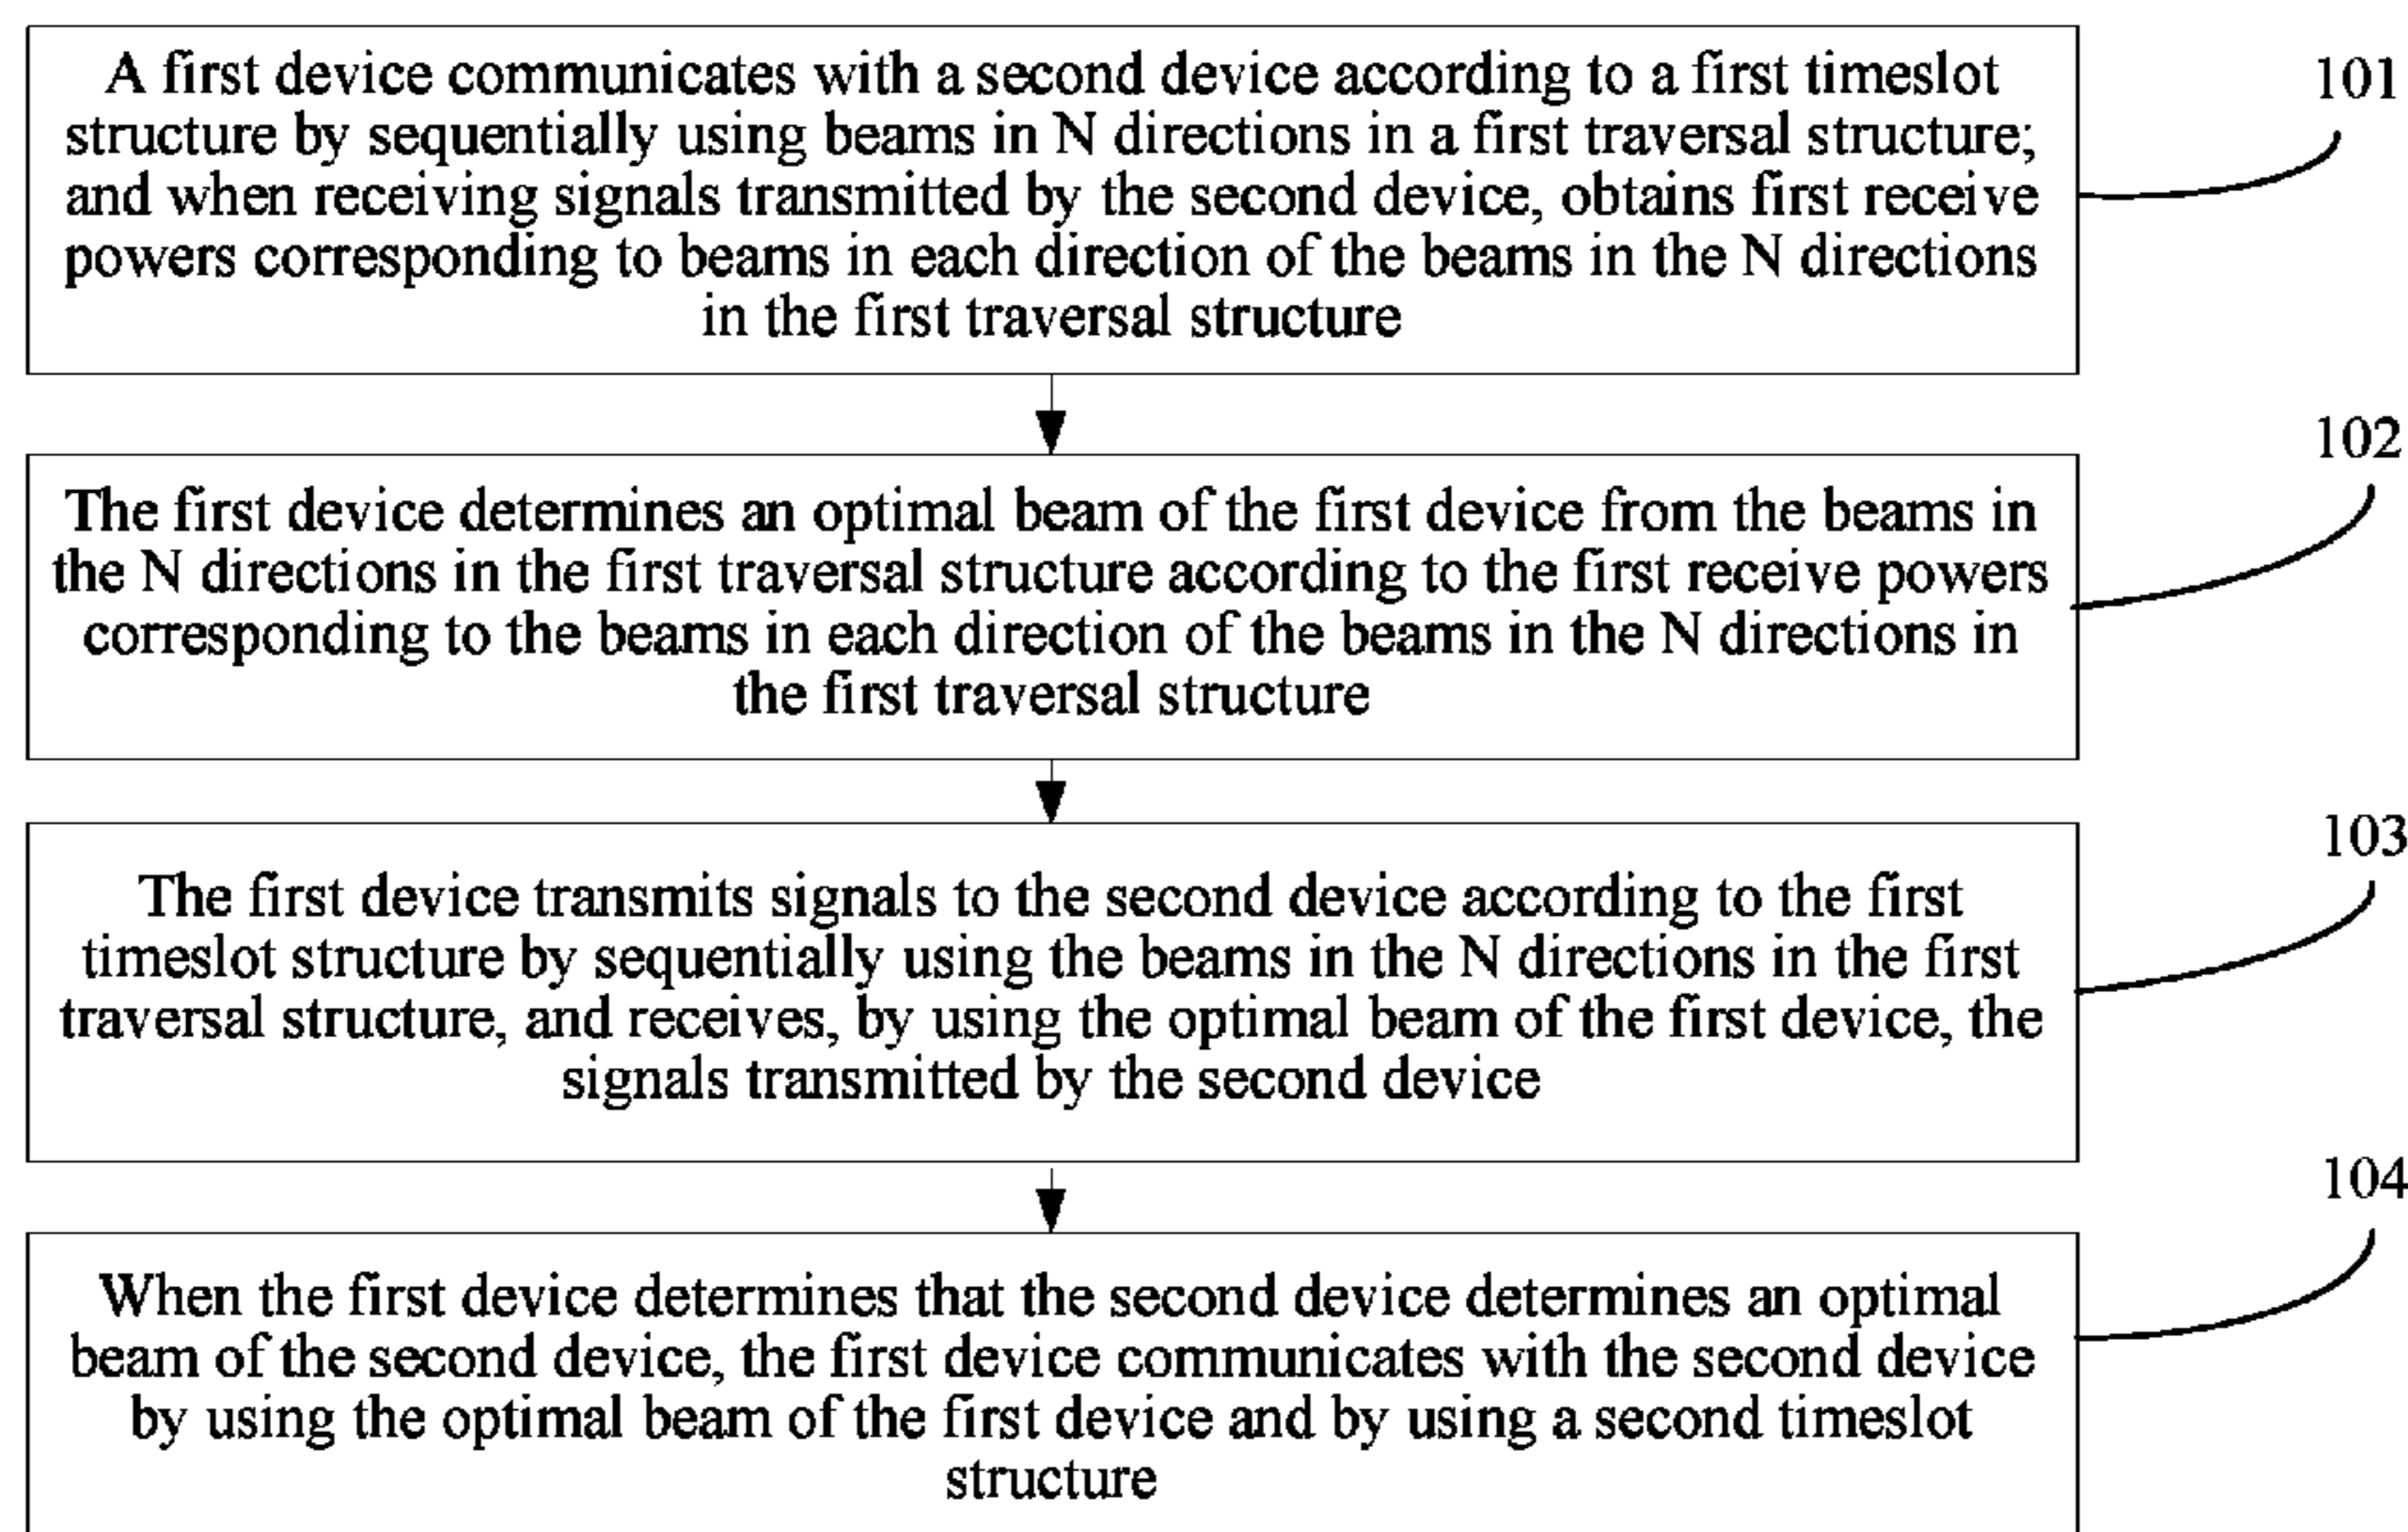 A first device communicates with a second device according to a first timeslot
structure by sequentially using beams in N directions in a first traversal structure;
and when receiving signals transmitted by the second device, obtains first receive
powers corresponding to beams in each direction of the beams in the N directions
in the first traversal structure
101
The first device determines an optimal beam of the first device from the beams in
the N directions in the first traversal structure according to the first receive powers
corresponding to the beams in each direction of the beams in the N directions in
the first traversal structure
102
The first device transmits signals to the second device according to the first
timeslot structure by sequentially using the beams in the N directions in the first
traversal structure, and receives, by using the optimal beam of the first device, the
signals transmitted by the second device
103
When the first device determines that the second device determines an optimal
beam of the second device, the first device communicates with the second device
by using the optimal beam of the first device and by using a second timeslot
structure
104